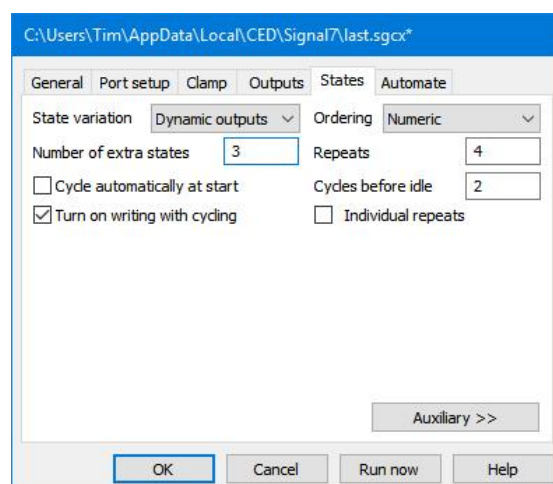 C:\Users\Tim\AppData\Local\CED\Signal7\last.sgcx*
General Port setup Clamp Outputs States Automate
State variation Dynamic outputs Ordering Numeric
Number of extra states 3 Repeats 4
Cycle automatically at start Cycles before idle 2
Turn on writing with cycling Individual repeats
Auxiliary >>
OK Cancel Run now Help